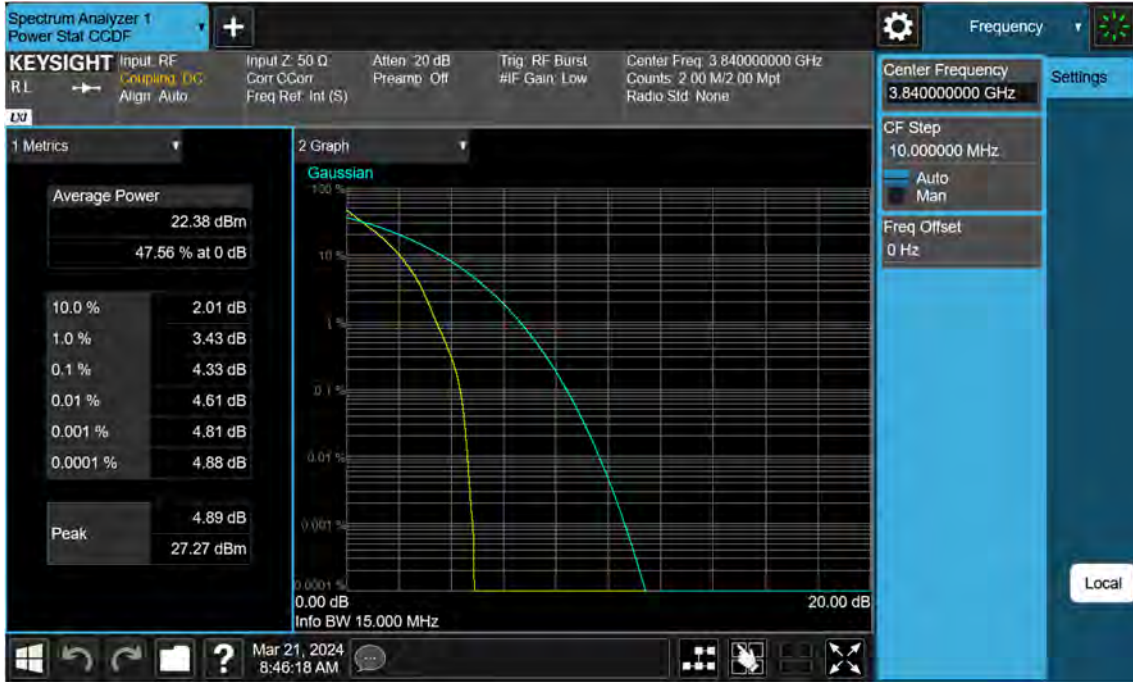 Spectrum Analyzer 1
Power Stat CCDF
Frequency
KEYSIGHT
R L
LXI
Input: RF
Coupling: DC
Align: Auto
Input Z: 50 Ω
Corr CCorr
Freq Ref: Int (S)
Atten: 20 dB
Preamp: Off
Trig: RF Burst
#IF Gain: Low
Center Freq: 3.840000000 GHz
Counts: 2.00 M/2.00 Mpt
Radio Std: None
Center Frequency
3.840000000 GHz
Settings
CF Step
10.000000 MHz
Auto
Man
Freq Offset
0 Hz
1 Metrics
Average Power
22.38 dBm
47.56 % at 0 dB
10.0 % 2.01 dB
1.0 % 3.43 dB
0.1 % 4.33 dB
0.01 % 4.61 dB
0.001 % 4.81 dB
0.0001 % 4.88 dB
Peak
4.89 dB
27.27 dBm
2 Graph
Gaussian
100 %
10 %
1 %
0.1 %
0.01 %
0.001 %
0.0001 %
0.00 dB
20.00 dB
Info BW 15.000 MHz
Local
?
Mar 21, 2024
8:46:18 AM